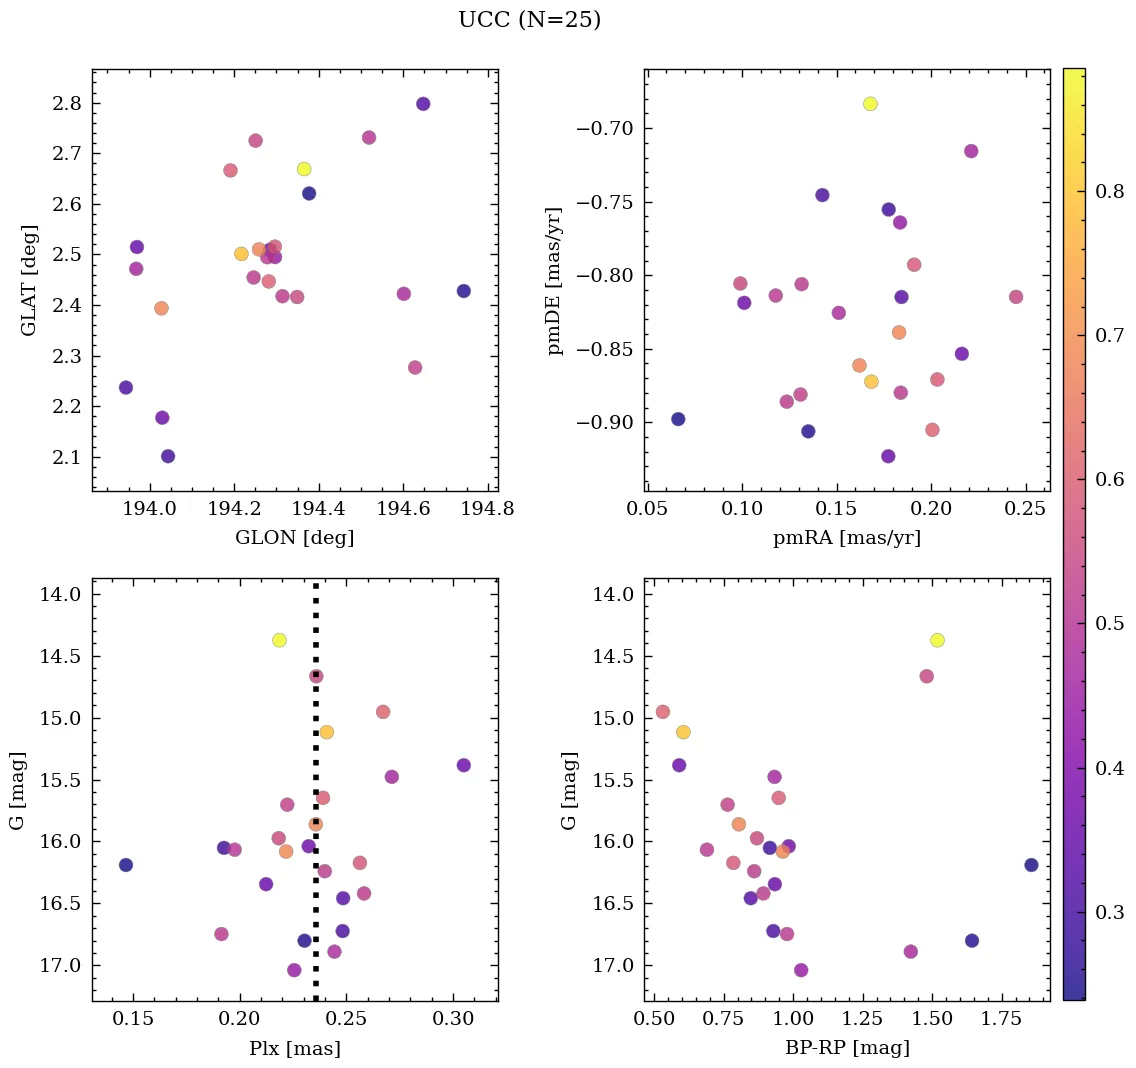 UCC (N=25)
2.8
2.7
2.6
2.5
2.4
2.3
2.2
2.1
GLAT [deg]
194.0 194.2 194.4 194.6 194.8
GLON [deg]
−0.70
−0.75
−0.80
−0.85
−0.90
pmDE [mas/yr]
0.05 0.10 0.15 0.20 0.25
pmRA [mas/yr]
0.8
0.7
0.6
0.5
0.4
0.3
14.0
14.5
15.0
15.5
16.0
16.5
17.0
G [mag]
0.15 0.20 0.25 0.30
Plx [mas]
14.0
14.5
15.0
15.5
16.0
16.5
17.0
G [mag]
0.50 0.75 1.00 1.25 1.50 1.75
BP-RP [mag]